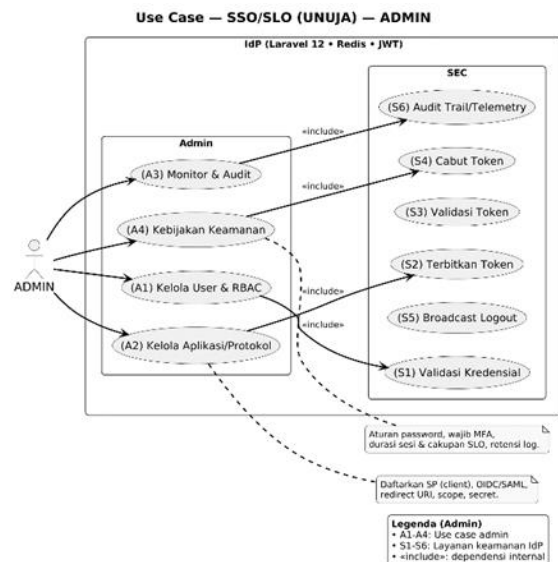 Use Case — SSO/SLO (UNUJA) — ADMIN
IdP (Laravel 12 • Redis • JWT)
SEC
(S6) Audit Trail/Telemetry
«include»
Admin
(S4) Cabut Token
(A3) Monitor & Audit
«include»
(S3) Validasi Token
(A4) Kebijakan Keamanan
(S2) Terbitkan Token
ADMIN
(A1) Kelola User & RBAC
«include»
(S5) Broadcast Logout
«include»
(A2) Kelola Aplikasi/Protokol
(S1) Validasi Kredensial
Aturan password, wajib MFA,
durasi sesi & cakupan SLO, retensi log.
Daftarkan SP (client), OIDC/SAML,
redirect URI, scope, secret.
Legenda (Admin)
• A1-A4: Use case admin
• S1-S6: Layanan keamanan IdP
• «include»: dependensi internal